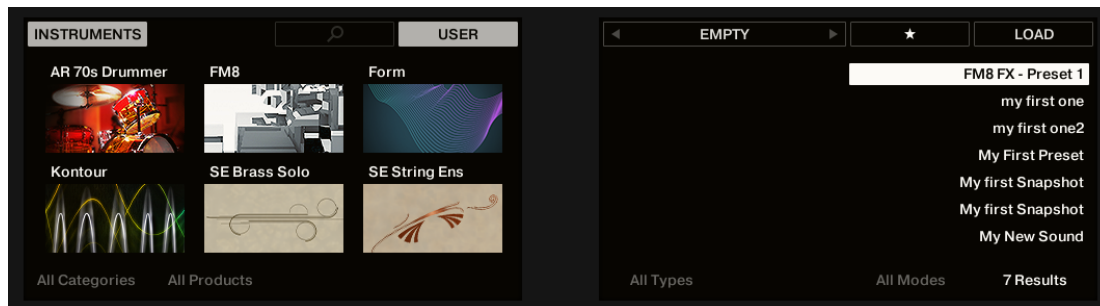 INSTRUMENTS USER
AR 70s Drummer FM8 Form
Kontour SE Brass Solo SE String Ens
All Categories All Products
EMPTY ★ LOAD
FM8 FX - Preset 1
my first one
my first one2
My First Preset
My first Snapshot
My first Snapshot
My New Sound
All Types All Modes 7 Results